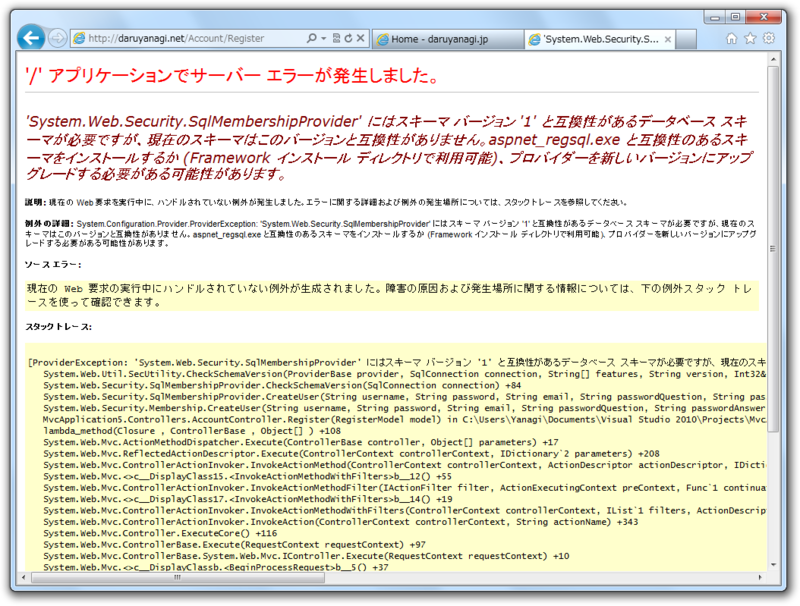 http://daruyanagi.net/Account/Register
Home - daruyanagi.jp
'System.Web.Security.S...
'/' アプリケーションでサーバー エラーが発生しました。
'System.Web.Security.SqlMembershipProvider' にはスキーマ バージョン '1' と互換性があるデータベース スキ
ーマが必要ですが、現在のスキーマはこのバージョンと互換性がありません。aspnet_regsql.exe と互換性のあるスキ
ーマをインストールするか (Framework インストール ディレクトリで利用可能)、プロバイダーを新しいバージョンにアップ
グレードする必要がある可能性があります。
説明: 現在の Web 要求を実行中に、ハンドルされていない例外が発生しました。エラーに関する詳細および例外の発生場所については、スタック トレースを参照してください。
例外の詳細: System.Configuration.Provider.ProviderException: 'System.Web.Security.SqlMembershipProvider' にはスキーマ バージョン '1' と互換性があるデータベース スキーマが必要ですが、現在のス
キーマはこのバージョンと互換性がありません。aspnet_regsql.exe と互換性のあるスキーマをインストールするか (Framework インストール ディレクトリで利用可能)、プロバイダーを新しいバージョンにアップグ
レードする必要がある可能性があります。
ソース エラー:
現在の Web 要求の実行中にハンドルされていない例外が生成されました。障害の原因および発生場所に関する情報については、下の例外スタック トレ
ースを使って確認できます。
スタック トレース:
[ProviderException: 'System.Web.Security.SqlMembershipProvider' にはスキーマ バージョン '1' と互換性があるデータベース スキーマが必要ですが、現在のスキ
System.Web.Util.SecUtility.CheckSchemaVersion(ProviderBase provider, SqlConnection connection, String[] features, String version, Int32&
System.Web.Security.SqlMembershipProvider.CheckSchemaVersion(SqlConnection connection) +84
System.Web.Security.SqlMembershipProvider.CreateUser(String username, String password, String email, String passwordQuestion, String pas
System.Web.Security.Membership.CreateUser(String username, String password, String email, String passwordQuestion, String passwordAnswer
MvcApplication5.Controllers.AccountController.Register(RegisterModel model) in C:\Users\Yanagi\Documents\Visual Studio 2010\Projects\Mvc
lambda_method(Closure , ControllerBase , Object[] ) +108
System.Web.Mvc.ActionMethodDispatcher.Execute(ControllerBase controller, Object[] parameters) +17
System.Web.Mvc.ReflectedActionDescriptor.Execute(ControllerContext controllerContext, IDictionary`2 parameters) +208
System.Web.Mvc.ControllerActionInvoker.InvokeActionMethod(ControllerContext controllerContext, ActionDescriptor actionDescriptor, IDicti
System.Web.Mvc.<>c__DisplayClass15.<InvokeActionMethodWithFilters>b__12() +55
System.Web.Mvc.ControllerActionInvoker.InvokeActionMethodFilter(IActionFilter filter, ActionExecutingContext preContext, Func`1 continua
System.Web.Mvc.<>c__DisplayClass17.<InvokeActionMethodWithFilters>b__14() +19
System.Web.Mvc.ControllerActionInvoker.InvokeActionMethodWithFilters(ControllerContext controllerContext, IList`1 filters, ActionDescrip
System.Web.Mvc.ControllerActionInvoker.InvokeAction(ControllerContext controllerContext, String actionName) +343
System.Web.Mvc.Controller.ExecuteCore() +116
System.Web.Mvc.ControllerBase.Execute(RequestContext requestContext) +97
System.Web.Mvc.ControllerBase.System.Web.Mvc.IController.Execute(RequestContext requestContext) +10
System.Web.Mvc.<>c__DisplayClassb.<BeginProcessRequest>b__5() +37